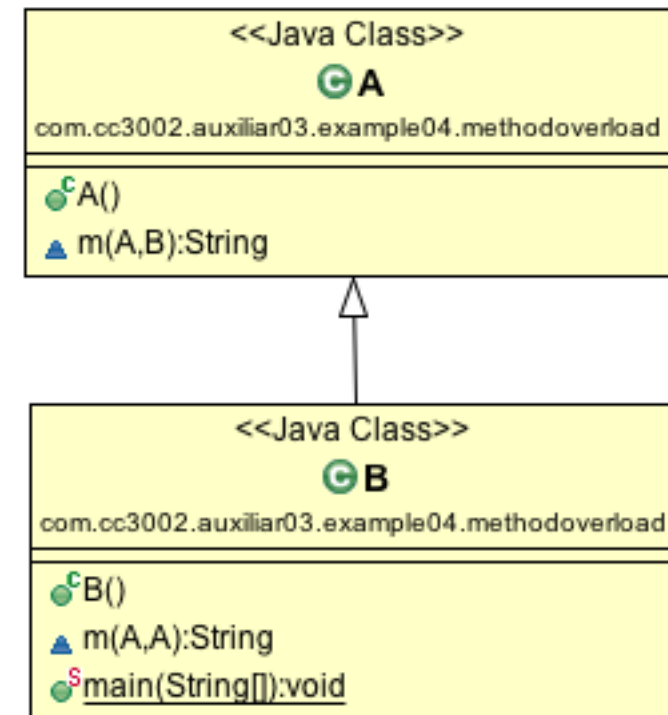 <<Java Class>>
C A
com.cc3002.auxiliar03.example04.methodoverload
C A()
m(A,B):String
<<Java Class>>
C B
com.cc3002.auxiliar03.example04.methodoverload
C B()
m(A,A):String
S main(String[]):void